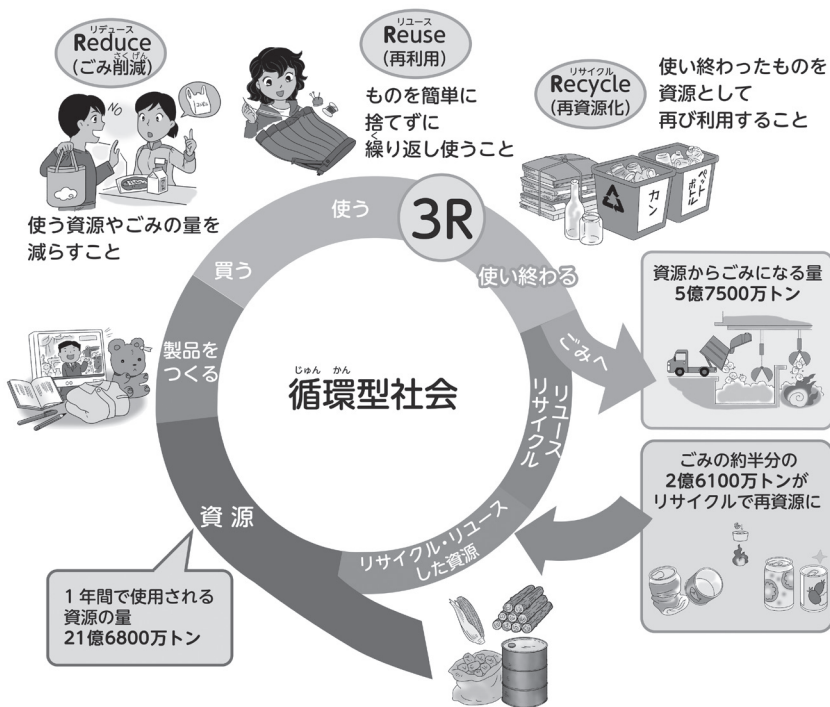 リデュース
Reduce
さくげん
(ごみ削減)
NO
使う資源やごみの量を
減らすこと
リユース
Reuse
(再利用)
ものを簡単に
捨てずに
く
繰り返し使うこと
リサイクル
Recycle
(再資源化)
使い終わったものを
資源として
再び利用すること
カン
ペットボトル
3R
使う
買う
使い終わる
製品を
つくる
ごみへ
リユース
リサイクル
資源
リサイクル・リユース
した資源
じゅんかん
循環型社会
資源からごみになる量
5億7500万トン
ごみの約半分の
2億6100万トンが
リサイクルで再資源に
1年間で使用される
資源の量
21億6800万トン